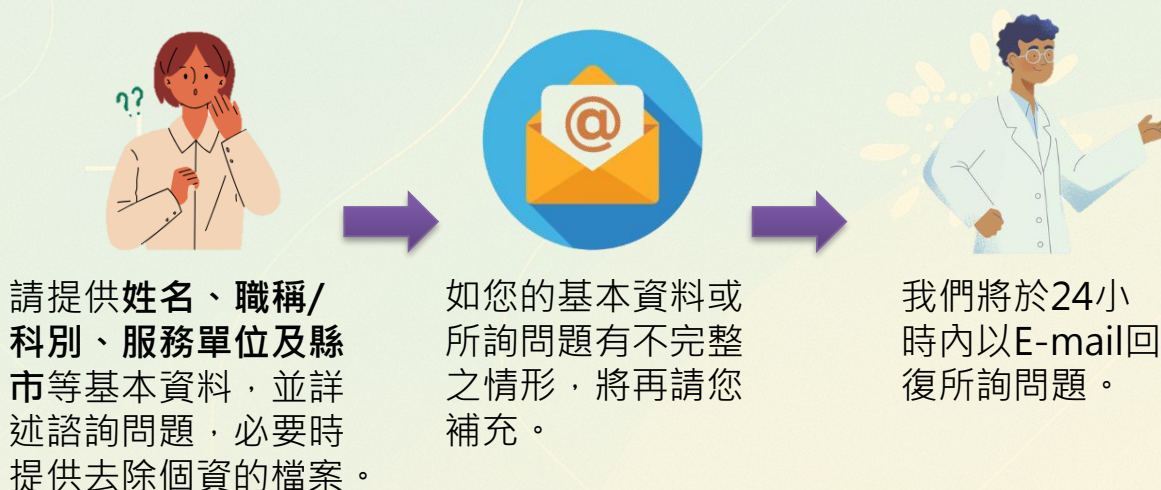 ??
@
請提供姓名、職稱/
科別、服務單位及縣
市等基本資料，並詳
述諮詢問題，必要時
提供去除個資的檔案。
如您的基本資料或
所詢問題有不完整
之情形，將再請您
補充。
我們將於24小
時內以E-mail回
復所詢問題。